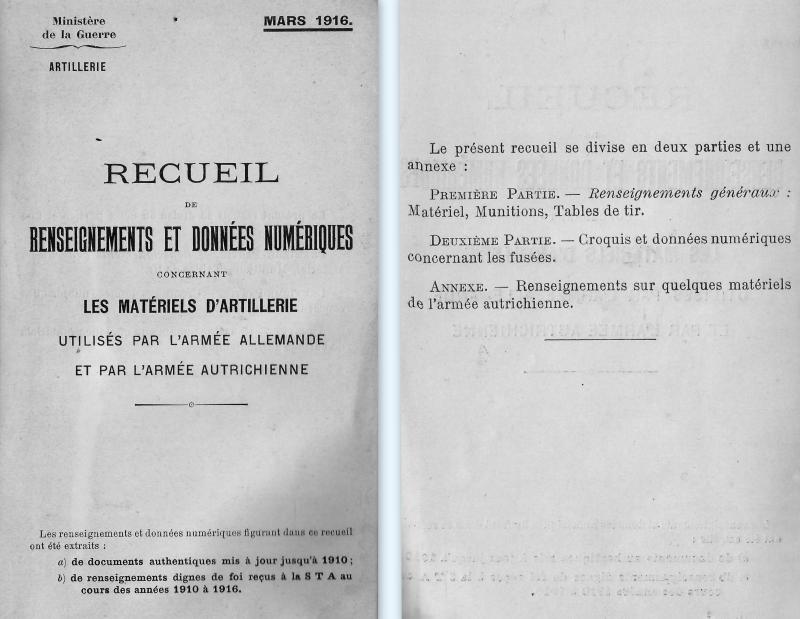 Ministère
de la Guerre
ARTILLERIE
MARS 1916.
RECUEIL
DE
RENSEIGNEMENTS ET DONNÉES NUMÉRIQUES
CONCERNANT
LES MATÉRIELS D'ARTILLERIE
UTILISÉS PAR L'ARMÉE ALLEMANDE
ET PAR L'ARMÉE AUTRICHIENNE
Les renseignements et données numériques figurant dans ce recueil
ont été extraits :
a) de documents authentiques mis à jour jusqu'à 1910 ;
b) de renseignements dignes de foi reçus à la S T A au
cours des années 1910 à 1916.
Le présent recueil se divise en deux parties et une
annexe :
PREMIÈRE PARTIE. — Renseignements généraux :
Matériel, Munitions, Tables de tir.
DEUXIÈME PARTIE. — Croquis et données numériques
concernant les fusées.
ANNEXE. — Renseignements sur quelques matériels
de l'armée autrichienne.